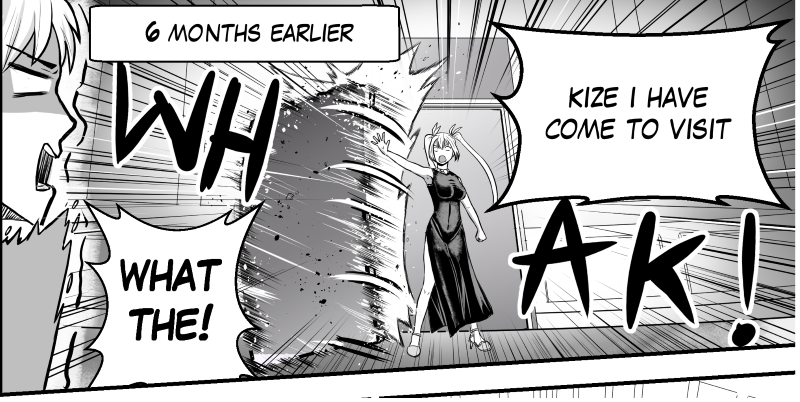 6 MONTHS EARLIER
KIZE I HAVE
COME TO VISIT
WH
AK!
WHAT
THE!